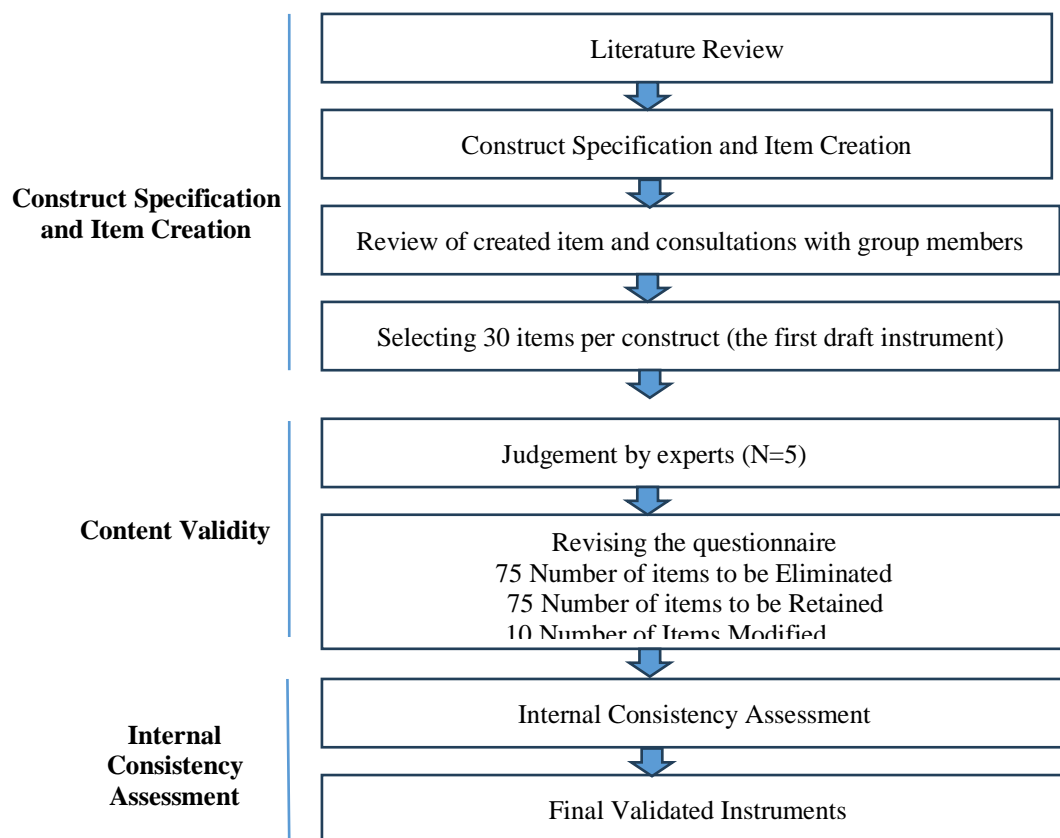 Literature Review
Construct Specification and Item Creation
Construct Specification
and Item Creation
Review of created item and consultations with group members
Selecting 30 items per construct (the first draft instrument)
Judgement by experts (N=5)
Content Validity
Revising the questionnaire
75 Number of items to be Eliminated
75 Number of items to be Retained
10 Number of Items Modified
Internal Consistency Assessment
Internal
Consistency
Assessment
Final Validated Instruments